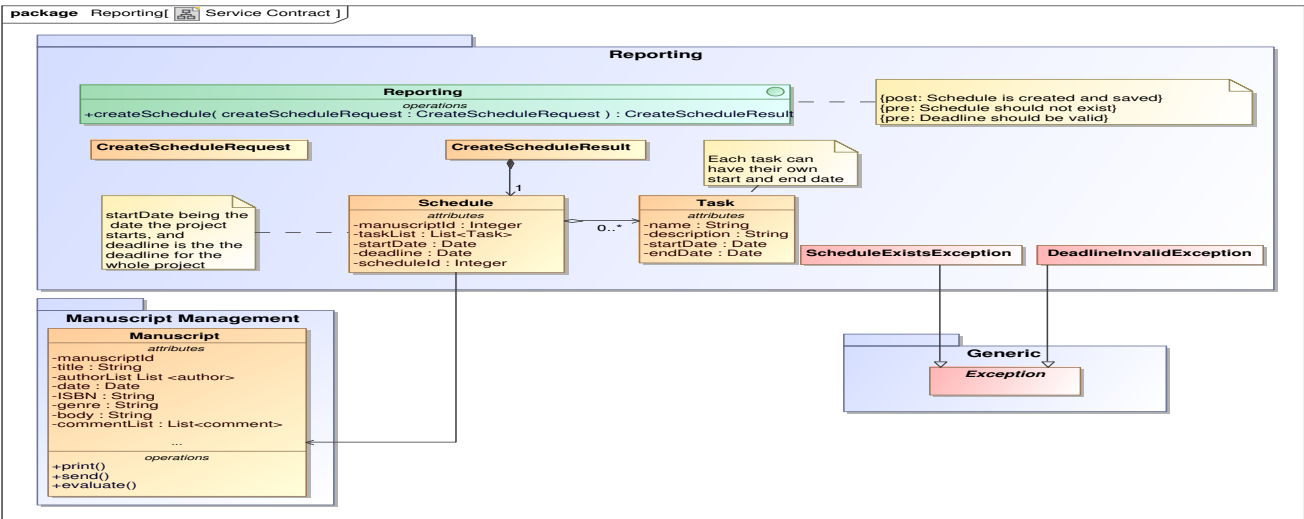 package Reporting[ Service Contract ]
Reporting
Reporting
operations
+createSchedule( createScheduleRequest : CreateScheduleRequest ) : CreateScheduleResult
{post: Schedule is created and saved}
{pre: Schedule should not exist}
{pre: Deadline should be valid}
CreateScheduleRequest
CreateScheduleResult
Each task can
have their own
start and end date
1
startDate being the
date the project
starts, and
deadline is the the
deadline for the
whole project
Schedule
attributes
-manuscriptId : Integer
-taskList : List<Task>
-startDate : Date
-deadline : Date
-scheduleId : Integer
0..*
Task
attributes
-name : String
-description : String
-startDate : Date
-endDate : Date
ScheduleExistsException
DeadlineInvalidException
Manuscript Management
Manuscript
attributes
-manuscriptId
-title : String
-authorList List <author>
-date : Date
-ISBN : String
-genre : String
-body : String
-commentList : List<comment>
...
operations
+print()
+send()
+evaluate()
Generic
Exception